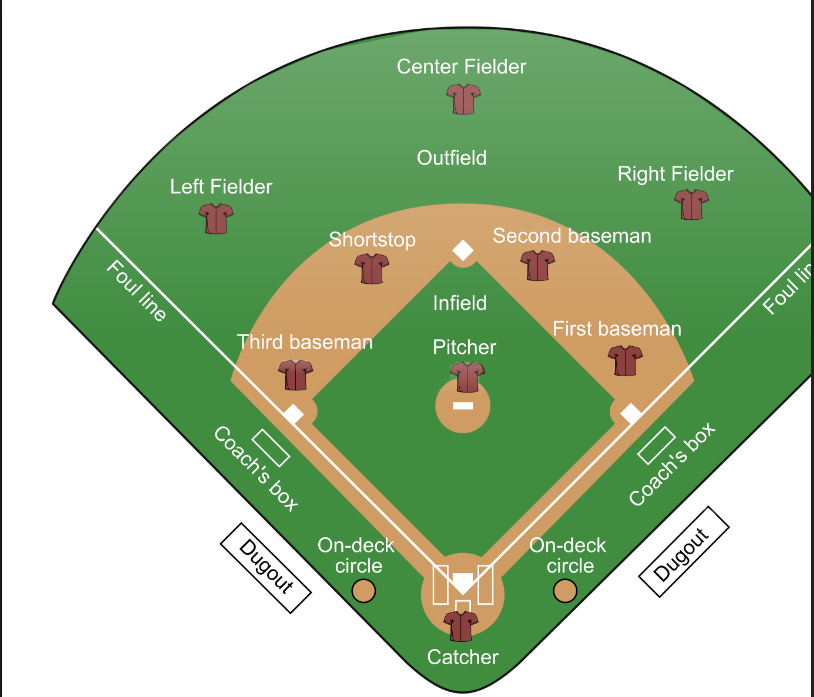 Center Fielder
Outfield
Left Fielder
Right Fielder
Shortstop
Second baseman
Foul line
Infield
Foul lin
Third baseman
First baseman
Pitcher
Coach's box
Coach's box
On-deck
circle
On-deck
circle
Dugout
Dugout
Catcher